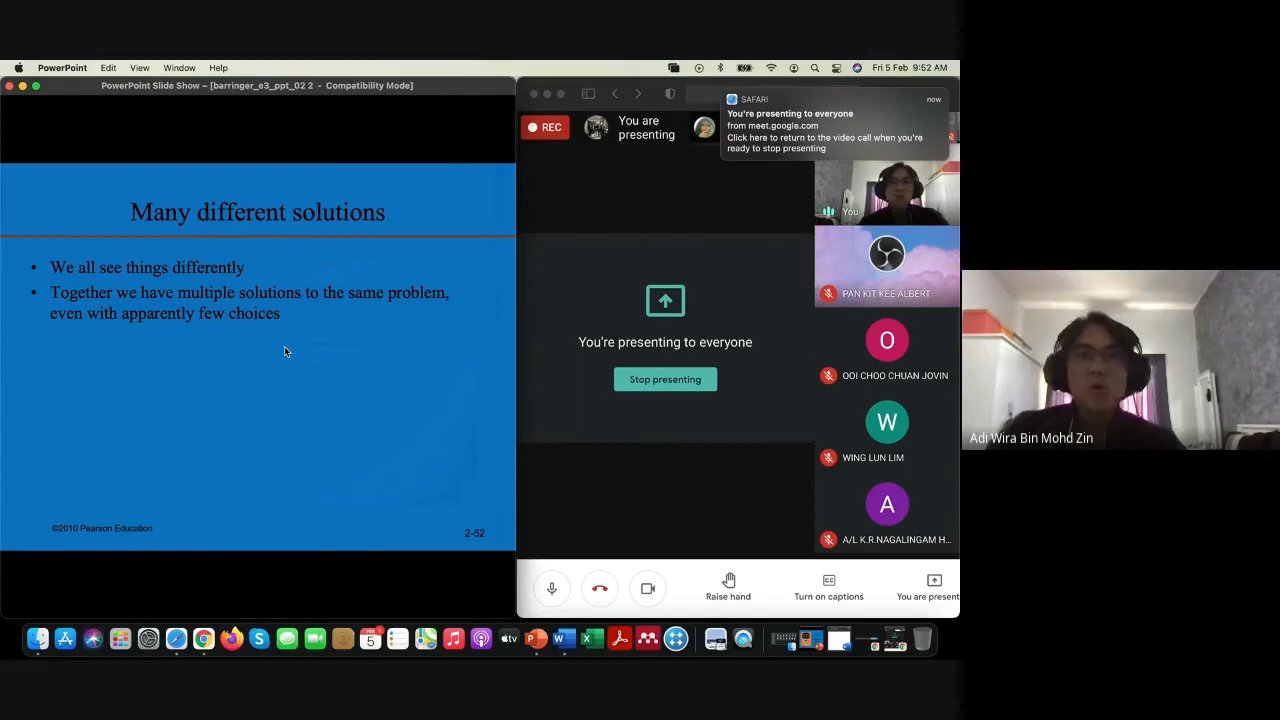 PowerPoint Edit View Window Help
Fri 5 Feb 9:52 AM
PowerPoint Slide Show – [barringer_e3_ppt_02 2 - Compatibility Mode]
Many different solutions
• We all see things differently
• Together we have multiple solutions to the same problem,
even with apparently few choices
©2010 Pearson Education
2-52
REC
You are
presenting
SAFARI
now
You're presenting to everyone
from meet.google.com
Click here to return to the video call when you're
ready to stop presenting
You
PAN KIT KEE ALBERT
You're presenting to everyone
Stop presenting
O
OOI CHOO CHUAN JOVIN
W
WING LUN LIM
A
A/L K.R.NAGALINGAM H...
Raise hand
CC
Turn on captions
You are present
Adi Wira Bin Mohd Zin
5
tv